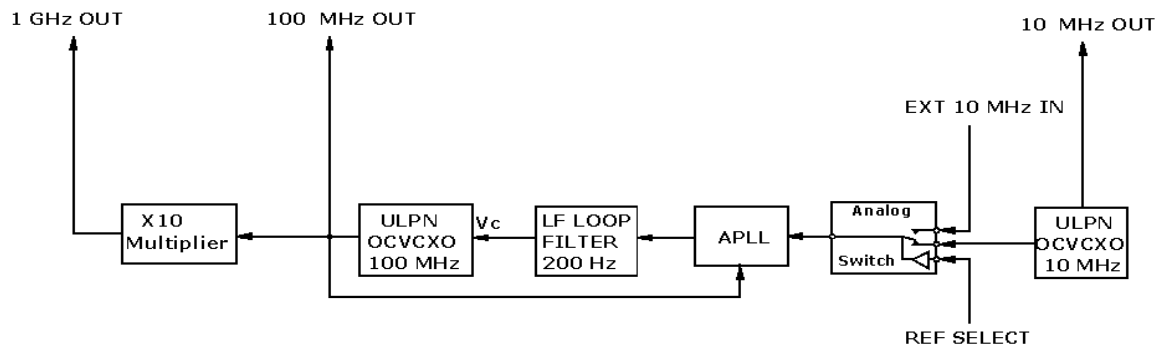 1 GHz OUT
100 MHz OUT
10 MHz OUT
EXT 10 MHz IN
X10
Multiplier
ULPN
OCVCXO
100 MHz
Vc
LF LOOP
FILTER
200 Hz
APLL
Analog
Switch
ULPN
OCVCXO
10 MHz
REF SELECT